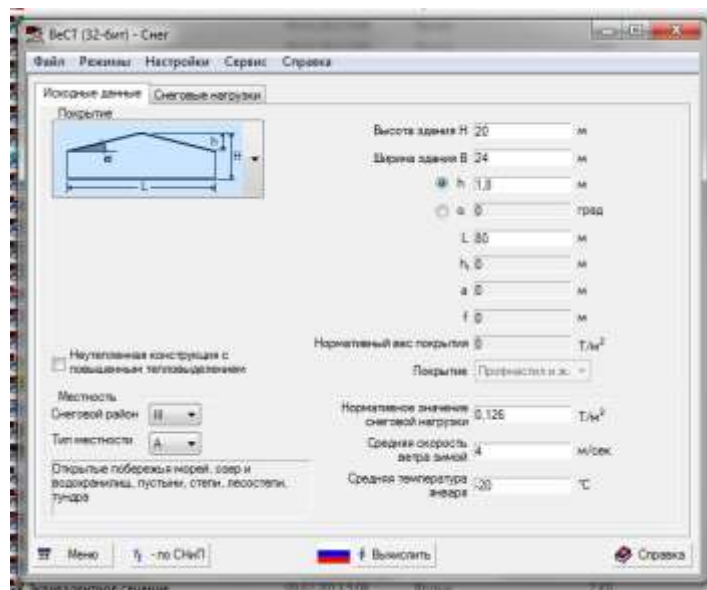 ВеСТ (32-бит) - Снег
Файл Режимы Настройки Сервис Справка
Исходные данные Снеговые нагрузки
Покрытие
α h H
L
Высота здания H 20 м
Ширина здания B 24 м
h 1,8 м
α 0 град
L 80 м
h₁ 0 м
a 0 м
f 0 м
Нормативный вес покрытия 0 Т/м²
Неутепленная конструкция с
повышенным тепловыделением
Покрытие Профнастил и ж.
Местность
Снеговой район III
Тип местности A
Открытые побережья морей, озер и
водохранилищ, пустыни, степи, лесостепи,
тундра
Нормативное значение
снеговой нагрузки 0,126 Т/м²
Средняя скорость
ветра зимой 4 м/сек
Средняя температура
января -20 °C
Меню - по СНиП Вычислить Справка